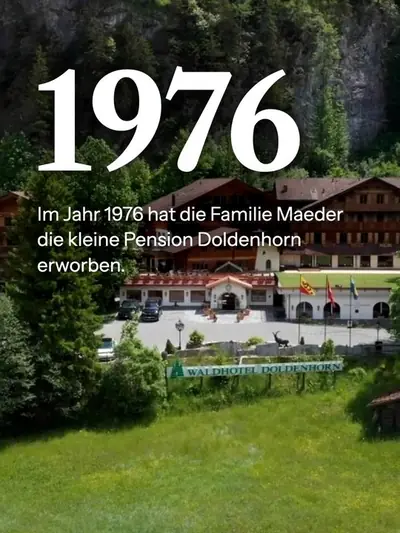 1976
Im Jahr 1976 hat die Familie Maeder
die kleine Pension Doldenhorn
erworben.
WALDHOTEL DOLDENHORN